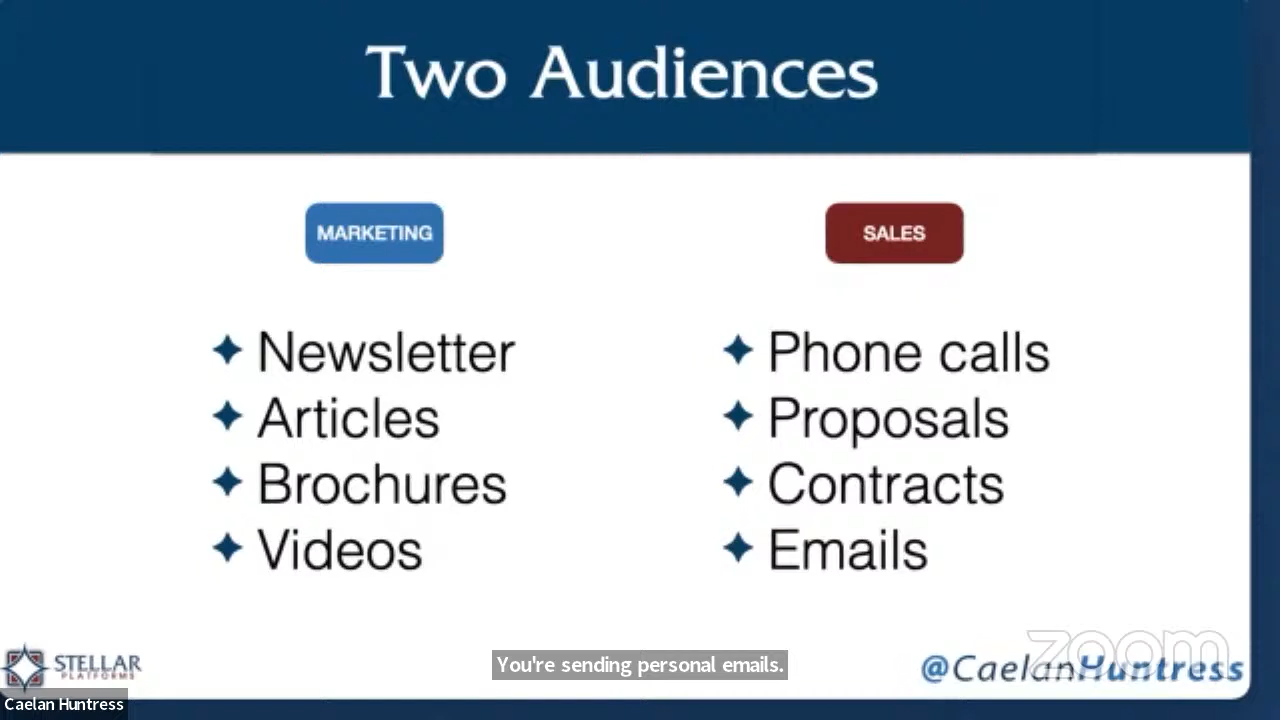 Two Audiences
MARKETING
Newsletter
Articles
Brochures
Videos
SALES
Phone calls
Proposals
Contracts
Emails
STELLAR
PLATFORMS
You're sending personal emails.
zoom
@CaelanHuntress
Caelan Huntress